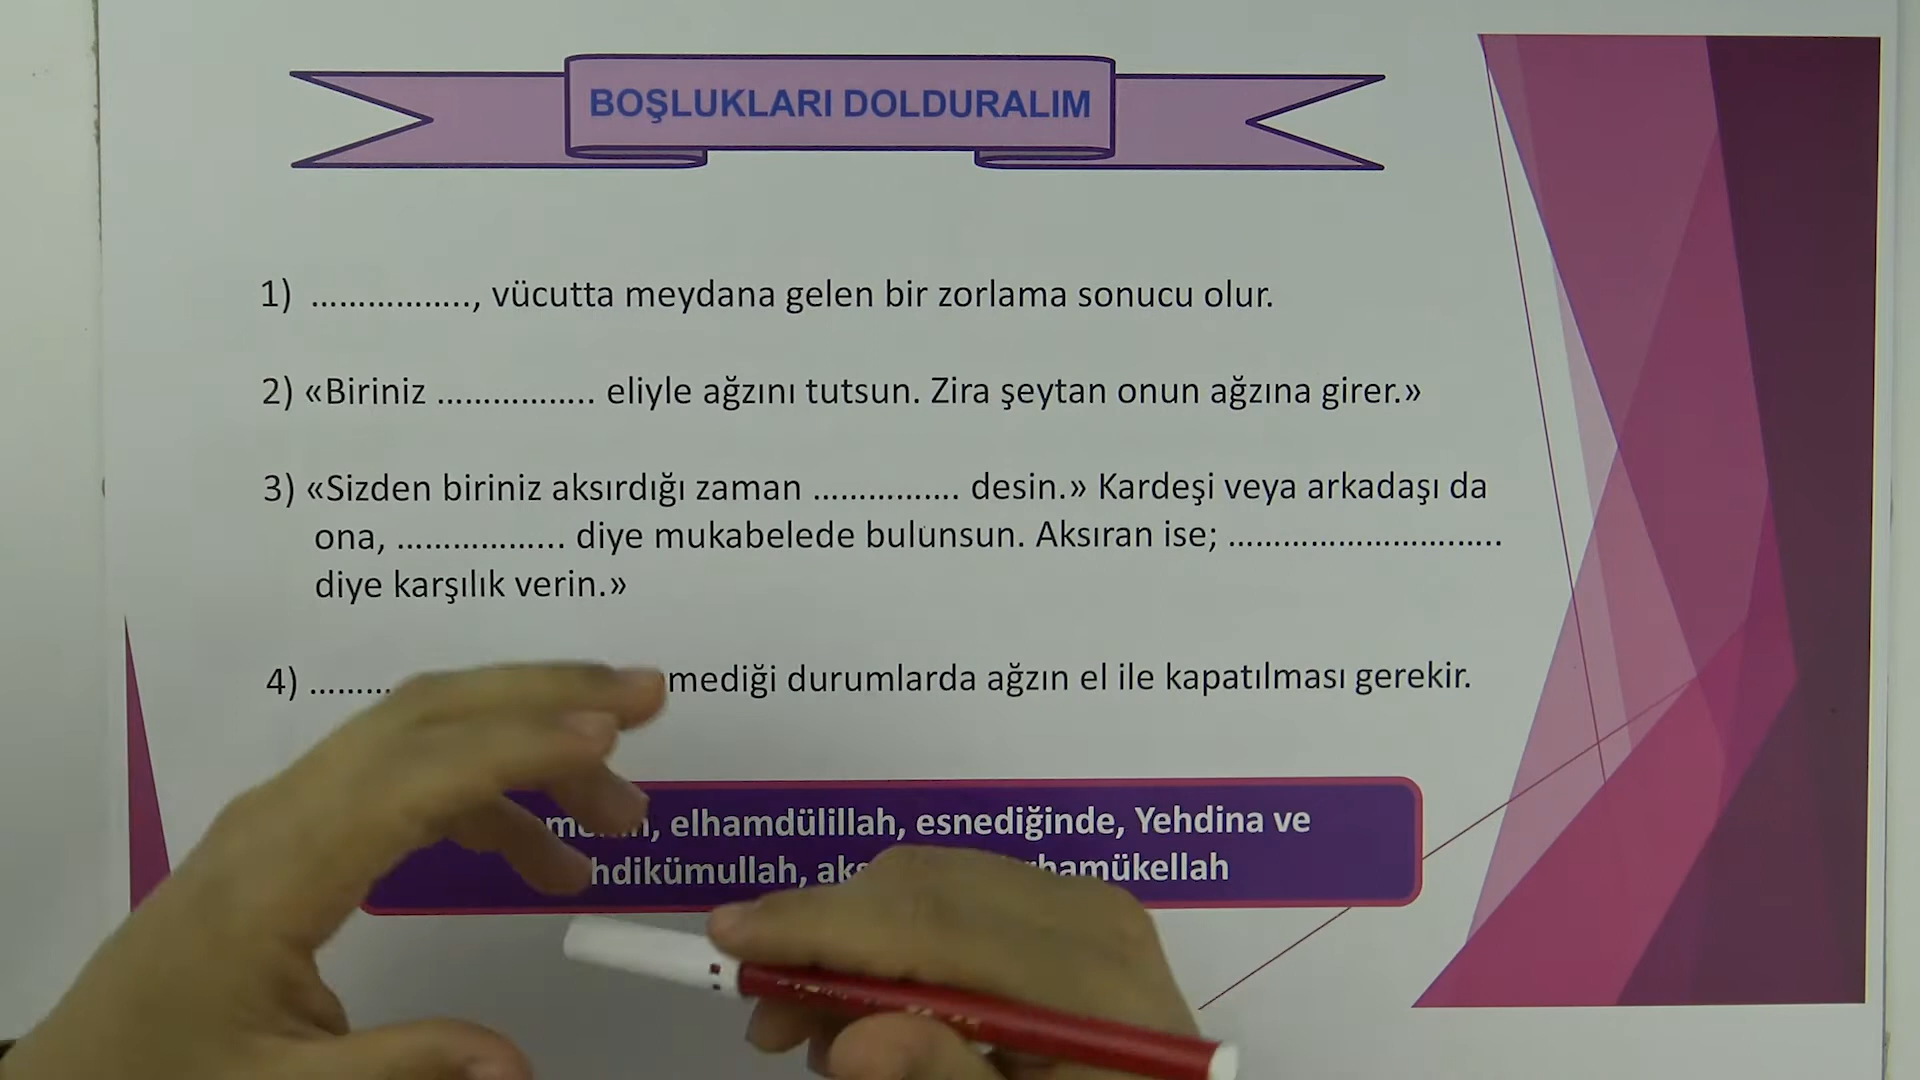 BOŞLUKLARI DOLDURALIM
1) ................., vücutta meydana gelen bir zorlama sonucu olur.
2) «Biriniz ................. eliyle ağzını tutsun. Zira şeytan onun ağzına girer.»
3) «Sizden biriniz aksırdığı zaman ................ desin.» Kardeşi veya arkadaşı da
ona, .................. diye mukabelede bulunsun. Aksıran ise; ..............................
diye karşılık verin.»
4) ......... durumlarda ağzın el ile kapatılması gerekir.
elhamdülillah, esnediğinde, Yehdina ve